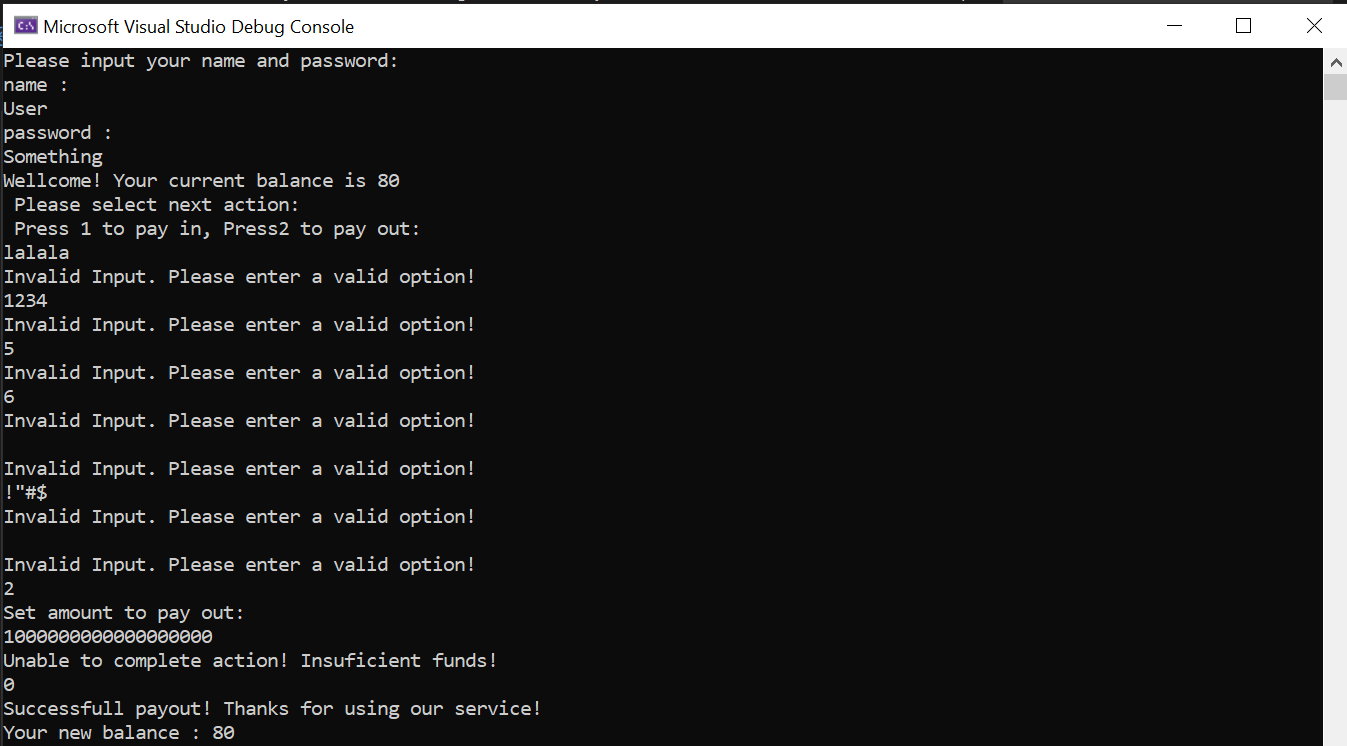 Microsoft Visual Studio Debug Console
Please input your name and password:
name :
User
password :
Something
Wellcome! Your current balance is 80
Please select next action:
Press 1 to pay in, Press2 to pay out:
lalala
Invalid Input. Please enter a valid option!
1234
Invalid Input. Please enter a valid option!
5
Invalid Input. Please enter a valid option!
6
Invalid Input. Please enter a valid option!
Invalid Input. Please enter a valid option!
!"#$
Invalid Input. Please enter a valid option!
Invalid Input. Please enter a valid option!
2
Set amount to pay out:
1000000000000000000
Unable to complete action! Insuficient funds!
0
Successfull payout! Thanks for using our service!
Your new balance : 80